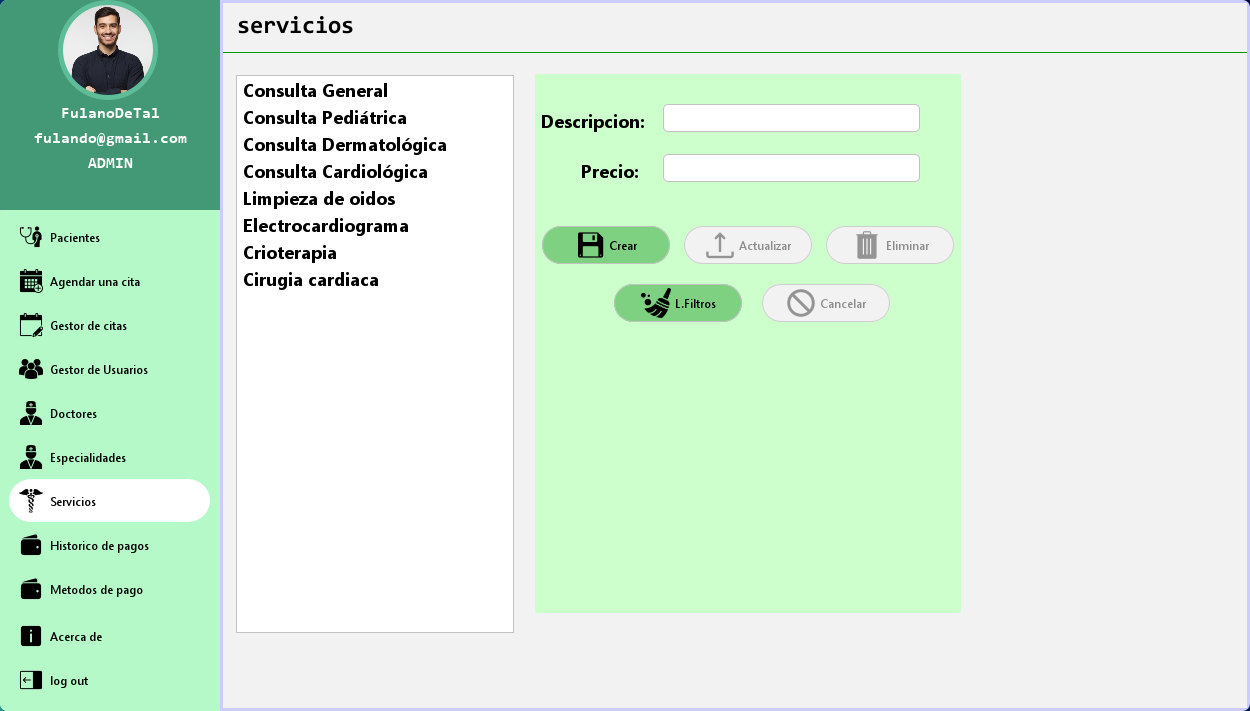 FulanoDeTal
fulando@gmail.com
ADMIN
Pacientes
Agendar una cita
Gestor de citas
Gestor de Usuarios
Doctores
Especialidades
Servicios
Historico de pagos
Metodos de pago
Acerca de
log out
servicios
Consulta General
Consulta Pediátrica
Consulta Dermatológica
Consulta Cardiológica
Limpieza de oidos
Electrocardiograma
Crioterapia
Cirugia cardiaca
Descripcion:
Precio:
Crear
Actualizar
Eliminar
L.Filtros
Cancelar